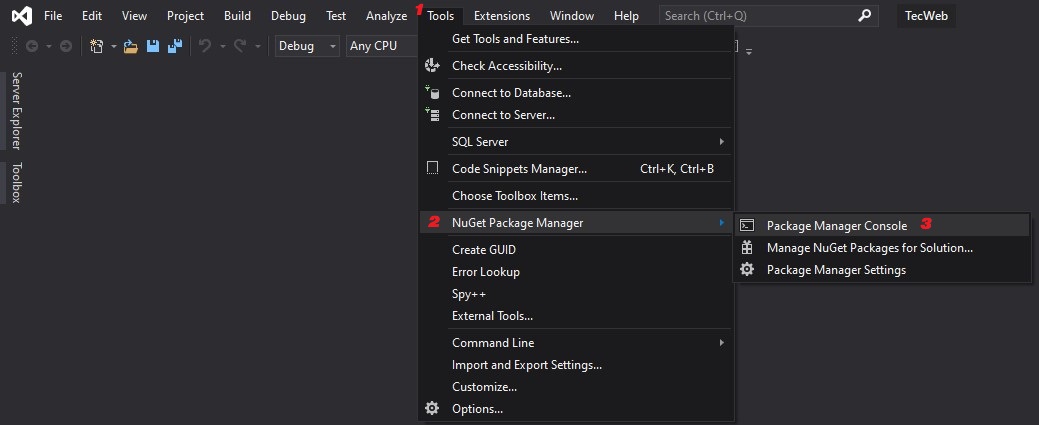 File Edit View Git Project Build Debug Test Analyze 1 Tools Extensions Window Help Search (Ctrl+Q) TecWeb
Debug Any CPU
Server Explorer
Toolbox
Get Tools and Features...
Check Accessibility...
Connect to Database...
Connect to Server...
SQL Server
Code Snippets Manager... Ctrl+K, Ctrl+B
Choose Toolbox Items...
2 NuGet Package Manager
Package Manager Console 3
Manage NuGet Packages for Solution...
Package Manager Settings
Create GUID
Error Lookup
Spy++
External Tools...
Command Line
Import and Export Settings...
Customize...
Options...